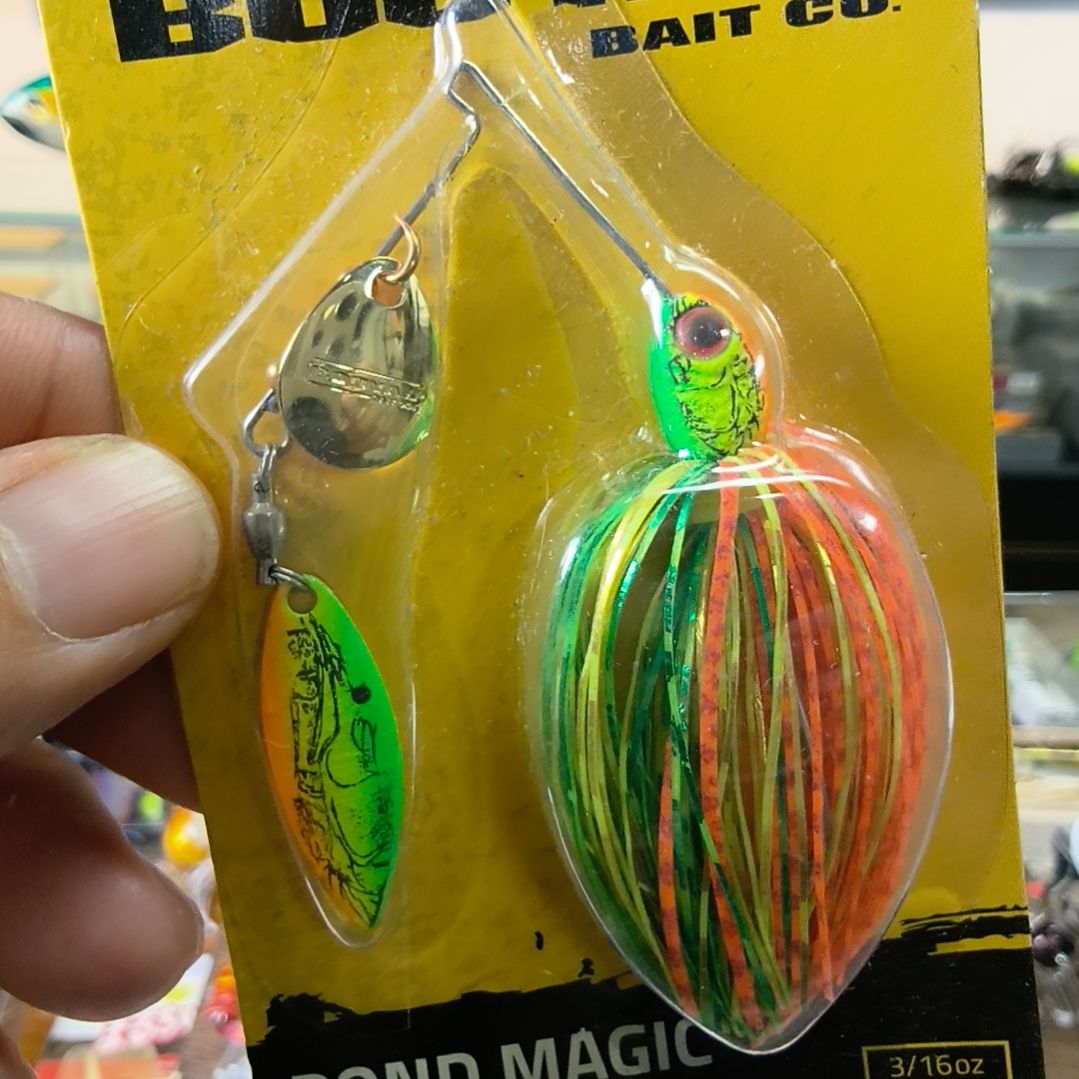 BAIT CO.
POND MAGIC
3/16oz